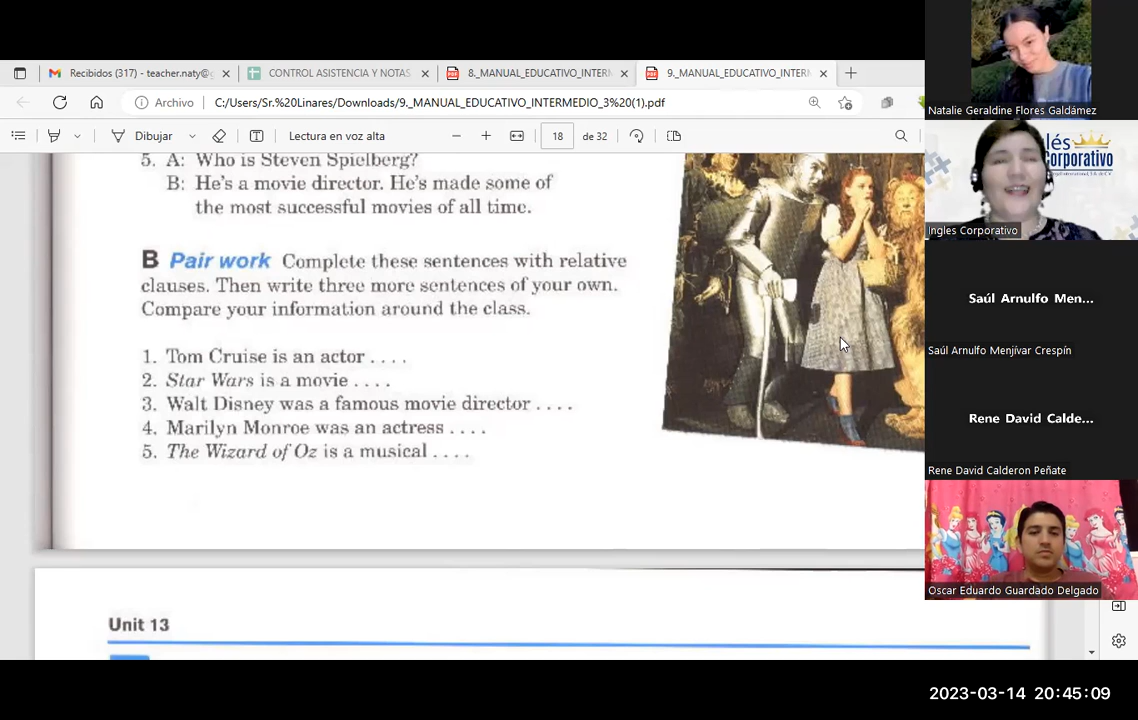 Recibidos (317) - teacher.naty@g
CONTROL ASISTENCIA Y NOTAS
8._MANUAL_EDUCATIVO_INTERM
9._MANUAL_EDUCATIVO_INTERM
Archivo
C:/Users/Sr.%20Linares/Downloads/9._MANUAL_EDUCATIVO_INTERMEDIO_3%20(1).pdf
Dibujar
Lectura en voz alta
18
de 32
5. A: Who is Steven Spielberg?
B: He's a movie director. He's made some of
the most successful movies of all time.
B Pair work Complete these sentences with relative
clauses. Then write three more sentences of your own.
Compare your information around the class.
1. Tom Cruise is an actor . . . .
2. Star Wars is a movie . . . .
3. Walt Disney was a famous movie director . . . .
4. Marilyn Monroe was an actress . . . .
5. The Wizard of Oz is a musical . . . .
Unit 13
Natalie Geraldine Flores Galdámez
lés
Corporativo
Ingles Corporativo
Saúl Arnulfo Men...
Saúl Arnulfo Menjívar Crespín
Rene David Calde...
Rene David Calderon Peñate
Oscar Eduardo Guardado Delgado
2023-03-14 20:45:09